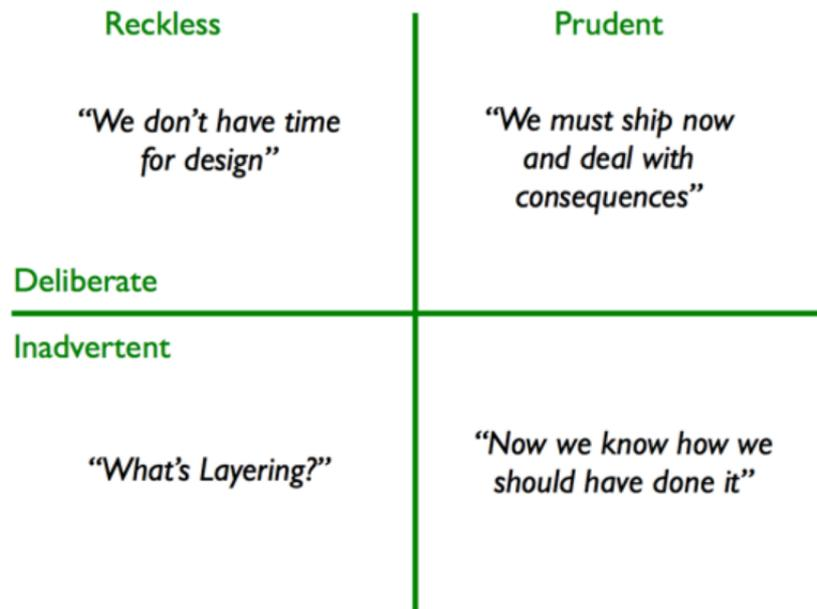 Reckless
Prudent
“We don’t have time
for design”
“We must ship now
and deal with
consequences”
Deliberate
Inadvertent
“What’s Layering?”
“Now we know how we
should have done it”